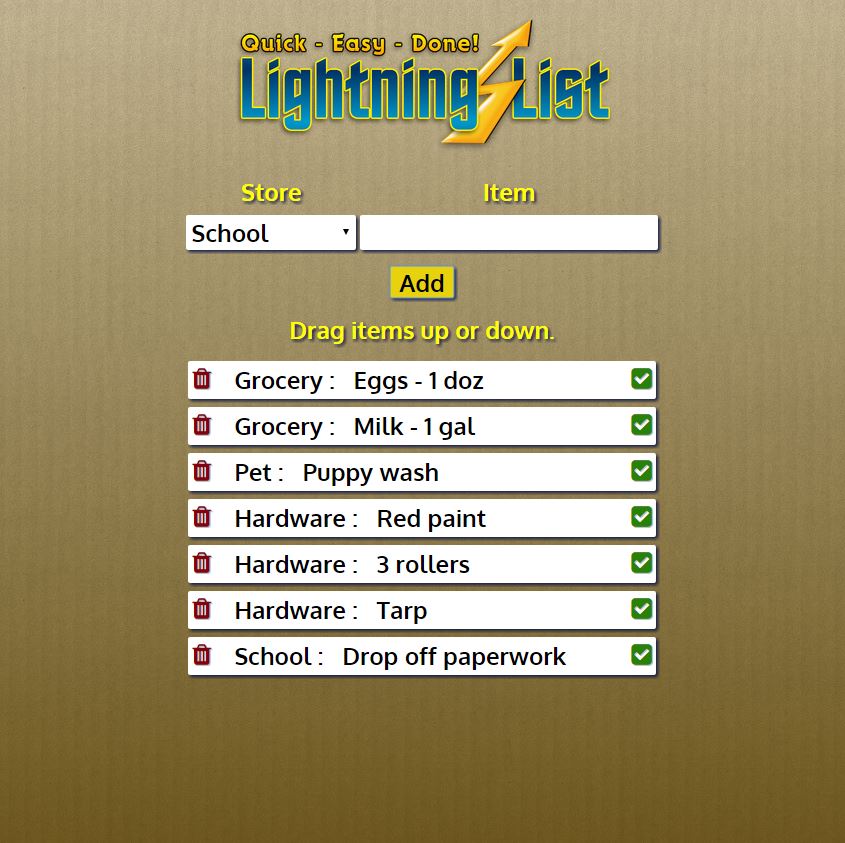 Quick - Easy - Done!
Lightning List
Store Item
School
Add
Drag items up or down.
Grocery : Eggs - 1 doz
Grocery : Milk - 1 gal
Pet : Puppy wash
Hardware : Red paint
Hardware : 3 rollers
Hardware : Tarp
School : Drop off paperwork